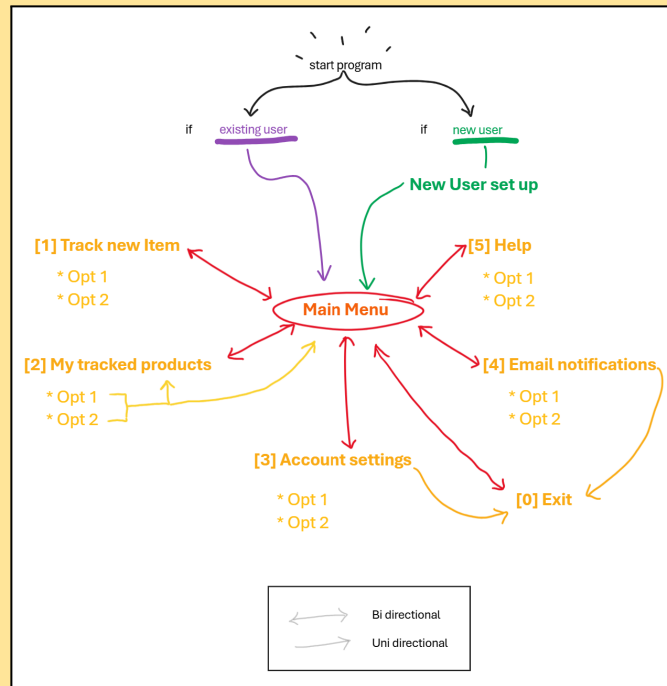 start program
if existing user
if new user
New User set up
[1] Track new Item
* Opt 1
* Opt 2
[5] Help
* Opt 1
* Opt 2
Main Menu
[2] My tracked products
* Opt 1
* Opt 2
[4] Email notifications
* Opt 1
* Opt 2
[3] Account settings
* Opt 1
* Opt 2
[0] Exit
Bi directional
Uni directional